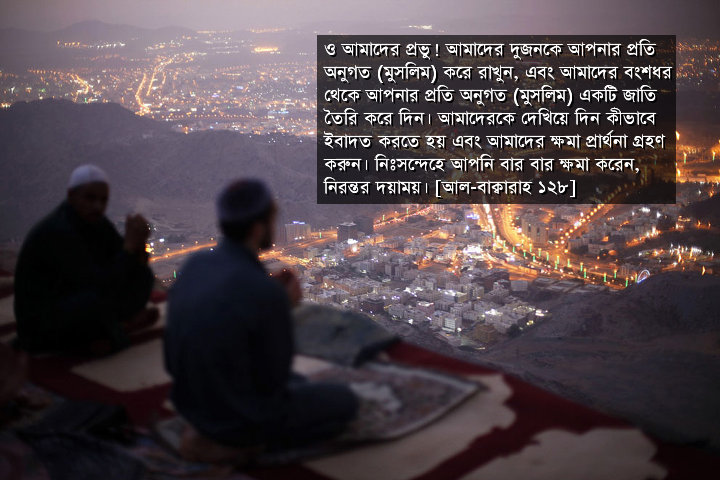 ও আমাদের প্রভু! আমাদের দুজনকে আপনার প্রতি
অনুগত (মুসলিম) করে রাখুন, এবং আমাদের বংশধর
থেকে আপনার প্রতি অনুগত (মুসলিম) একটি জাতি
তৈরি করে দিন। আমাদেরকে দেখিয়ে দিন কীভাবে
ইবাদত করতে হয় এবং আমাদের ক্ষমা প্রার্থনা গ্রহণ
করুন। নিঃসন্দেহে আপনি বার বার ক্ষমা করেন,
নিরন্তর দয়াময়। [আল-বাক্বারাহ ১২৮]